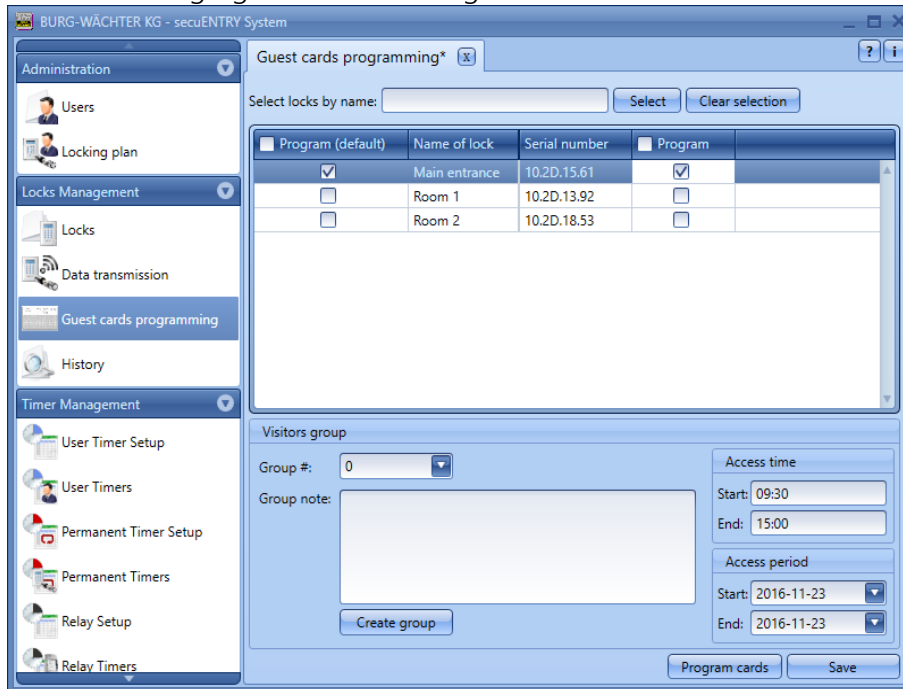 BURG-WÄCHTER KG - secuENTRY System
Administration
Users
Locking plan
Locks Management
Locks
Data transmission
Guest cards programming
History
Timer Management
User Timer Setup
User Timers
Permanent Timer Setup
Permanent Timers
Relay Setup
Relay Timers
Guest cards programming* x
? i
Select locks by name: Select Clear selection
Program (default) Name of lock Serial number Program
Main entrance 10.2D.15.61
Room 1 10.2D.13.92
Room 2 10.2D.18.53
Visitors group
Group #: 0
Group note:
Create group
Access time
Start: 09:30
End: 15:00
Access period
Start: 2016-11-23
End: 2016-11-23
Program cards Save